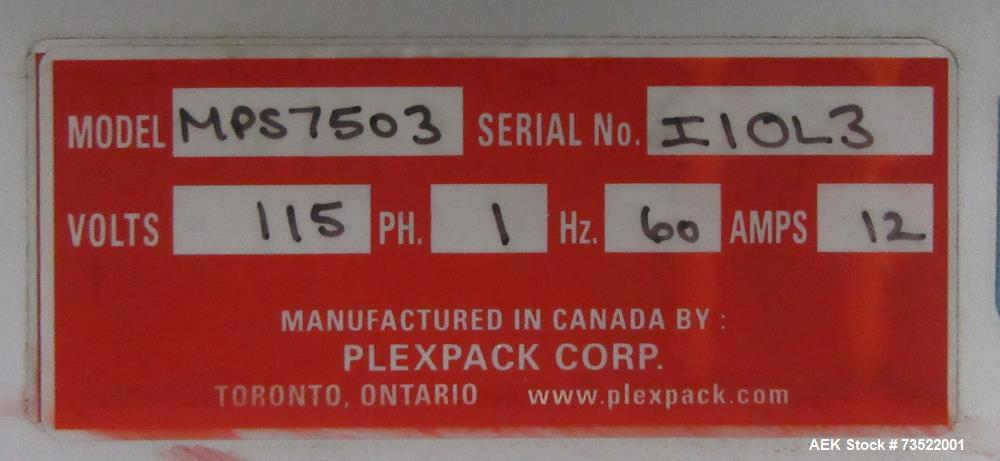 MODEL MPS7503 SERIAL No. I10L3
VOLTS 115 PH. 1 Hz. 60 AMPS 12
MANUFACTURED IN CANADA BY :
PLEXPACK CORP.
TORONTO, ONTARIO www.plexpack.com
AEK Stock # 73522001